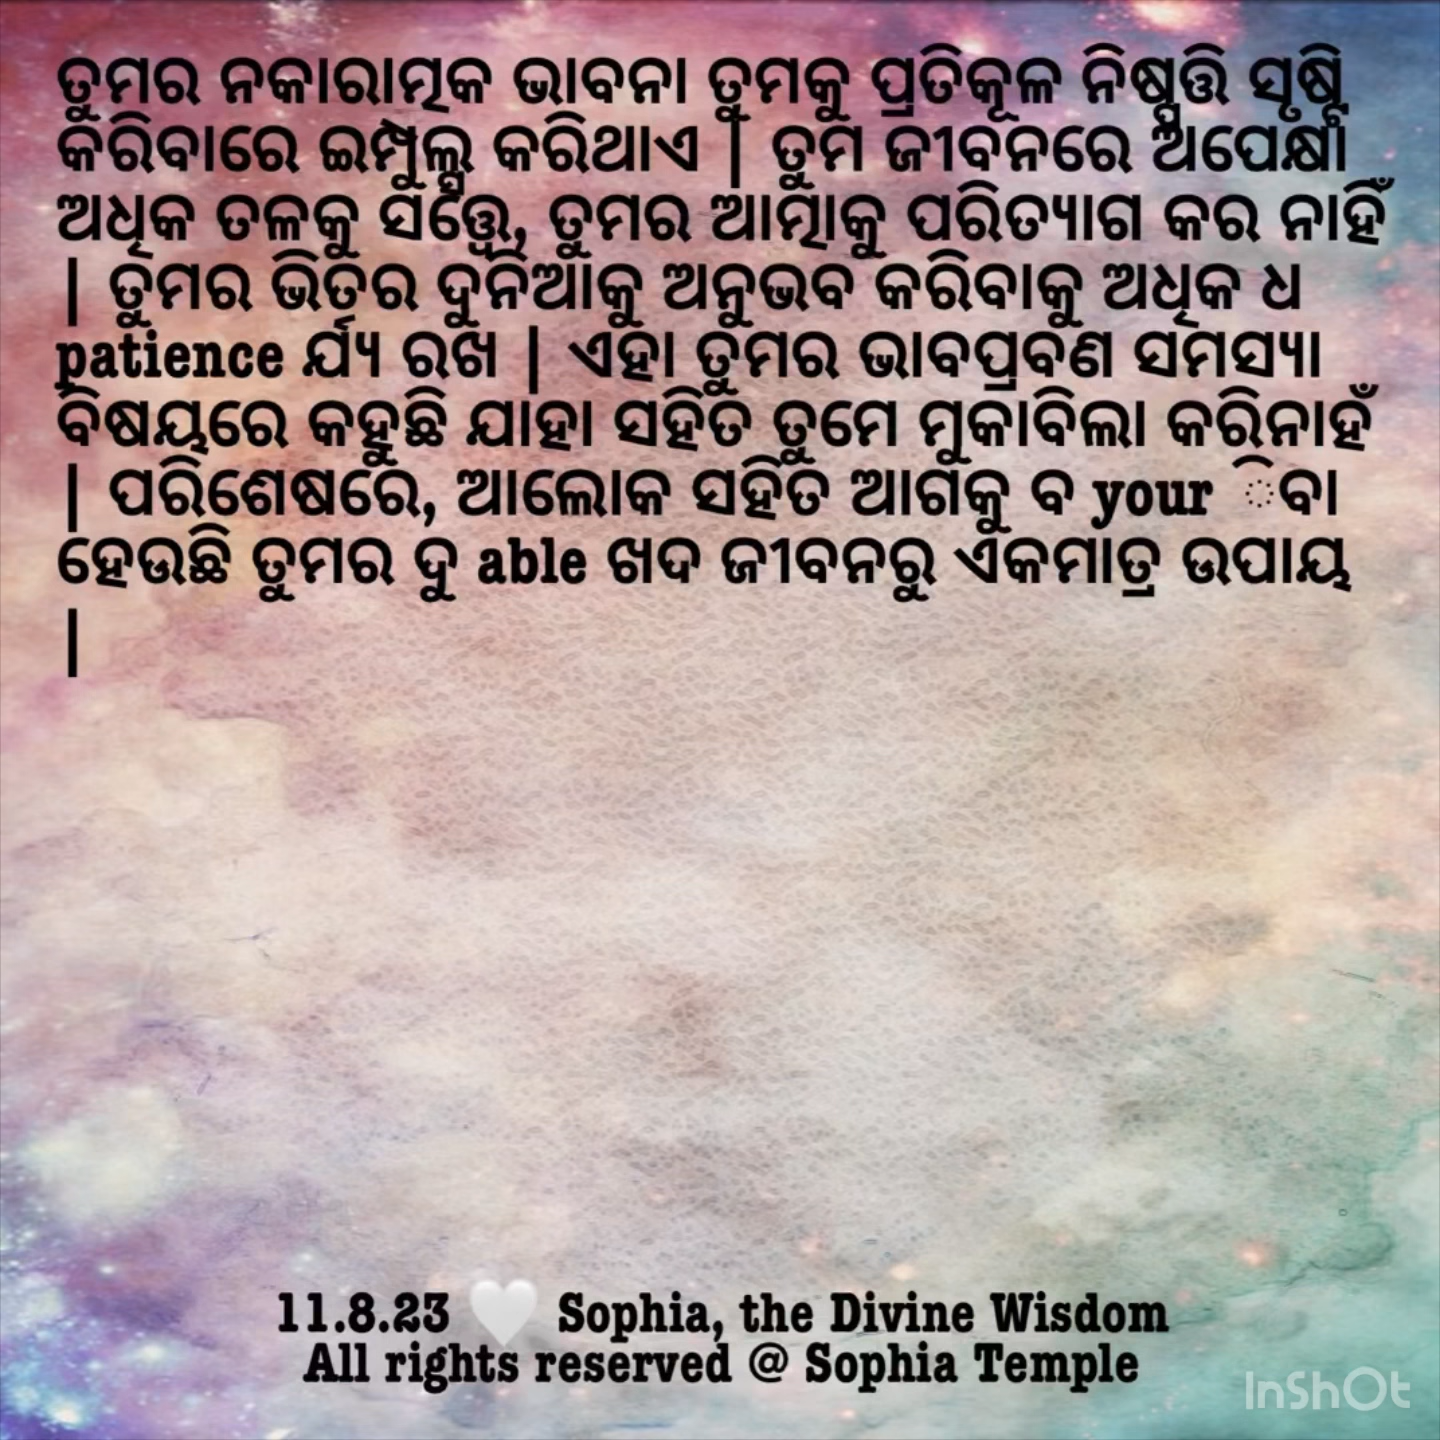 ତୁମର ନକାରାତ୍ମକ ଭାବନା ତୁମକୁ ପ୍ରତିକୂଳ ନିଷ୍ପତ୍ତି ସୃଷ୍ଟି
କରିବାରେ ଇମ୍ପୁଲ୍ସ କରିଥାଏ | ତୁମ ଜୀବନରେ ଅପେକ୍ଷା
ଅଧିକ ତଳକୁ ସତ୍ତ୍ୱେ, ତୁମର ଆତ୍ମାକୁ ପରିତ୍ୟାଗ କର ନାହିଁ
| ତୁମର ଭିତର ଦୁନିଆକୁ ଅନୁଭବ କରିବାକୁ ଅଧିକ ଧ
patience ର୍ଯ୍ୟ ରଖ | ଏହା ତୁମର ଭାବପ୍ରବଣ ସମସ୍ୟା
ବିଷୟରେ କହୁଛି ଯାହା ସହିତ ତୁମେ ମୁକାବିଲା କରିନାହଁ
| ପରିଶେଷରେ, ଆଲୋକ ସହିତ ଆଗକୁ ବ your ିବା
ହେଉଛି ତୁମର ଦୁ able ଖଦ ଜୀବନରୁ ଏକମାତ୍ର ଉପାୟ
|
11.8.23 🤍 Sophia, the Divine Wisdom
All rights reserved @ Sophia Temple
InShOt